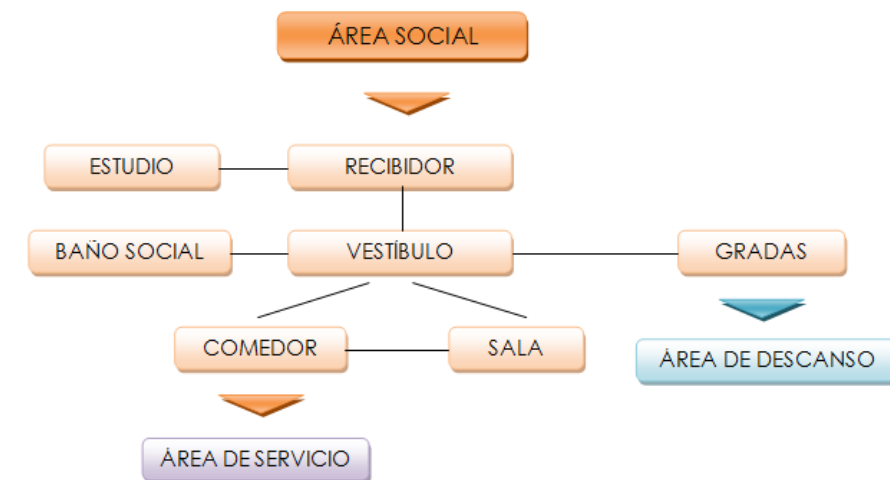 ÁREA SOCIAL
ESTUDIO
RECIBIDOR
BAÑO SOCIAL
VESTÍBULO
GRADAS
COMEDOR
SALA
ÁREA DE DESCANSO
ÁREA DE SERVICIO